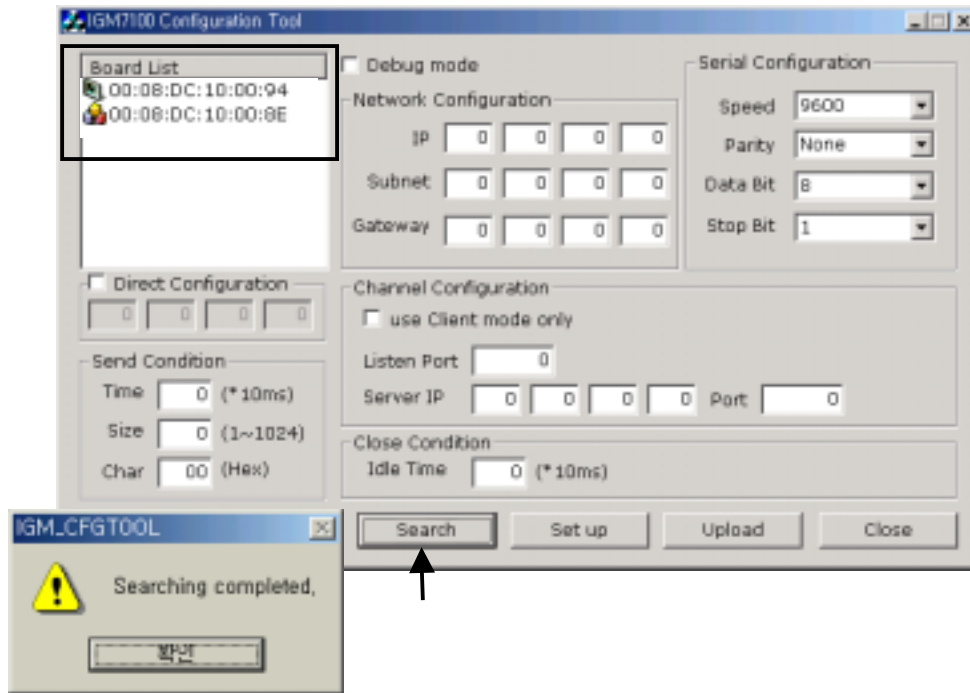 IGM7100 Configuration Tool
Board List
00:08:DC:10:00:94
00:08:DC:10:00:8E
Debug mode
Network Configuration
IP 0 0 0 0
Subnet 0 0 0 0
Gateway 0 0 0 0
Serial Configuration
Speed 9600
Parity None
Data Bit 8
Stop Bit 1
Direct Configuration
0 0 0 0
Send Condition
Time 0 (*10ms)
Size 0 (1~1024)
Char 00 (Hex)
Channel Configuration
use Client mode only
Listen Port 0
Server IP 0 0 0 0 Port 0
Close Condition
Idle Time 0 (*10ms)
Search Set up Upload Close
IGM_CFGTOOL
Searching completed,
확인